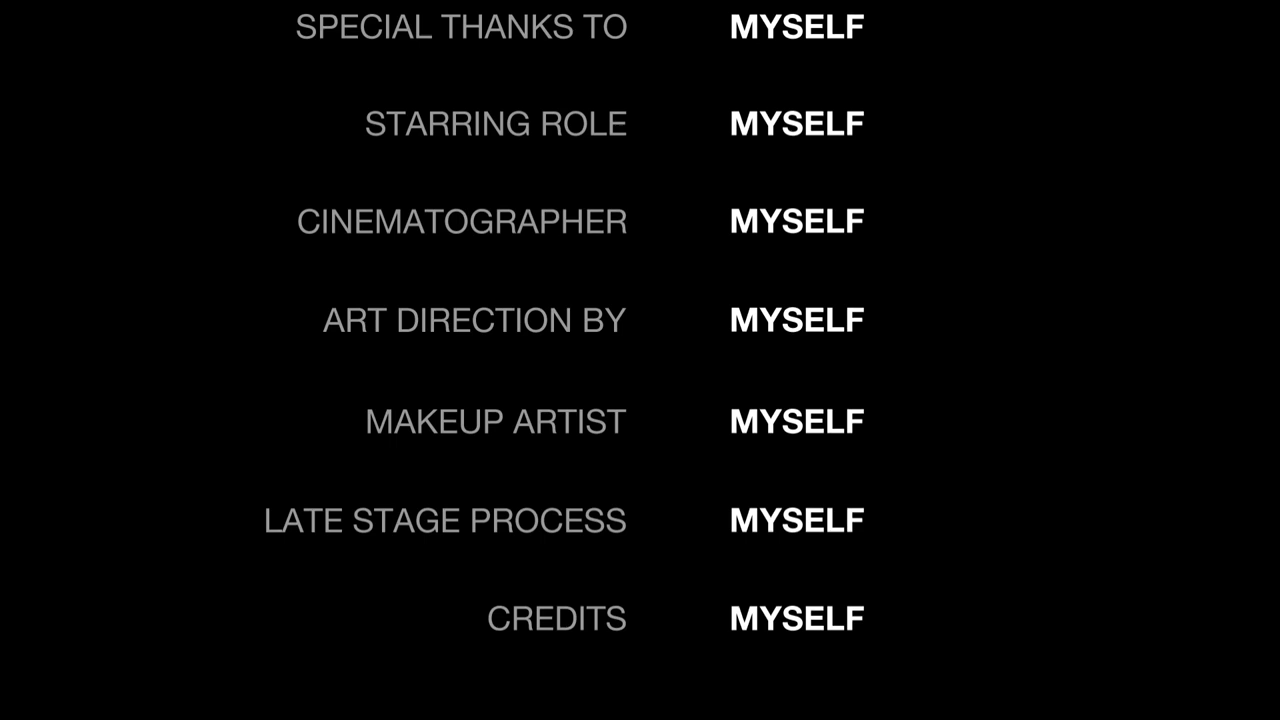 SPECIAL THANKS TO MYSELF
STARRING ROLE MYSELF
CINEMATOGRAPHER MYSELF
ART DIRECTION BY MYSELF
MAKEUP ARTIST MYSELF
LATE STAGE PROCESS MYSELF
CREDITS MYSELF